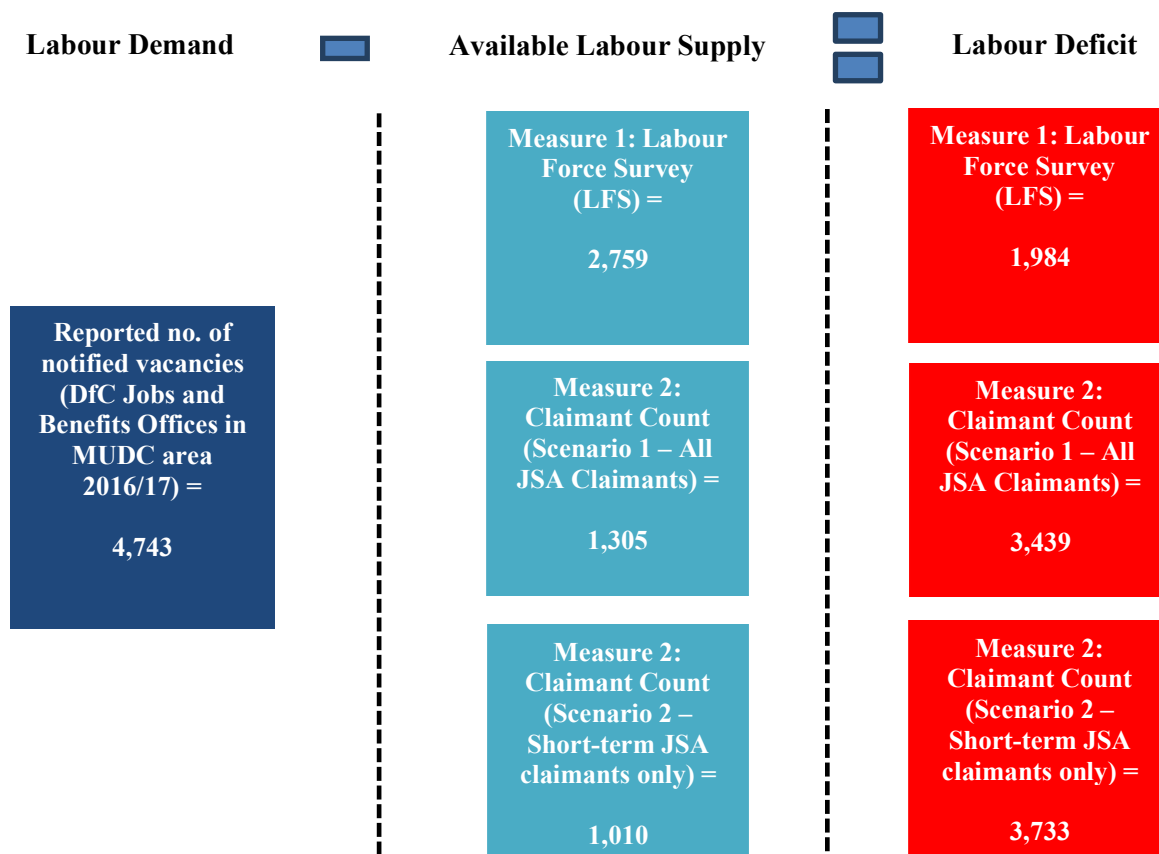 Labour Demand
Available Labour Supply
Labour Deficit
Reported no. of
notified vacancies
(DfC Jobs and
Benefits Offices in
MUDC area
2016/17) =
4,743
Measure 1: Labour
Force Survey
(LFS) =
2,759
Measure 2:
Claimant Count
(Scenario 1 – All
JSA Claimants) =
1,305
Measure 2:
Claimant Count
(Scenario 2 –
Short-term JSA
claimants only) =
1,010
Measure 1: Labour
Force Survey
(LFS) =
1,984
Measure 2:
Claimant Count
(Scenario 1 – All
JSA Claimants) =
3,439
Measure 2:
Claimant Count
(Scenario 2 –
Short-term JSA
claimants only) =
3,733